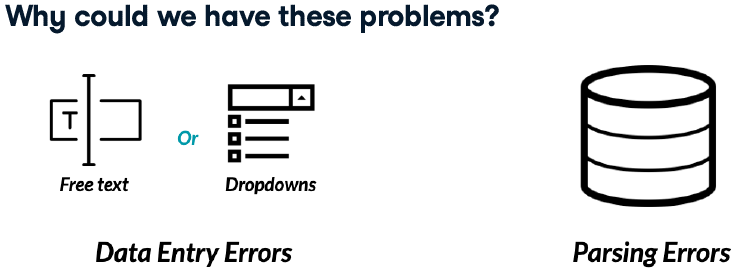 Why could we have these problems?
T
Or
Free text
Dropdowns
Data Entry Errors
Parsing Errors